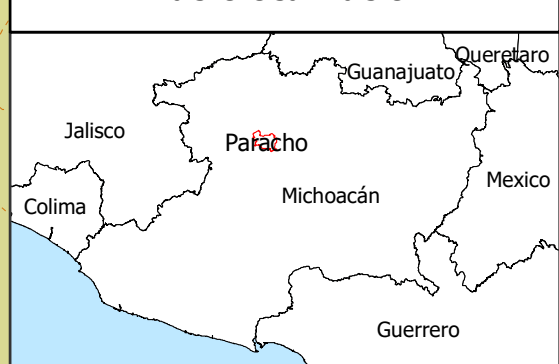 Queretaro
Guanajuato
Jalisco
Paracho
Mexico
Michoacán
Colima
Guerrero